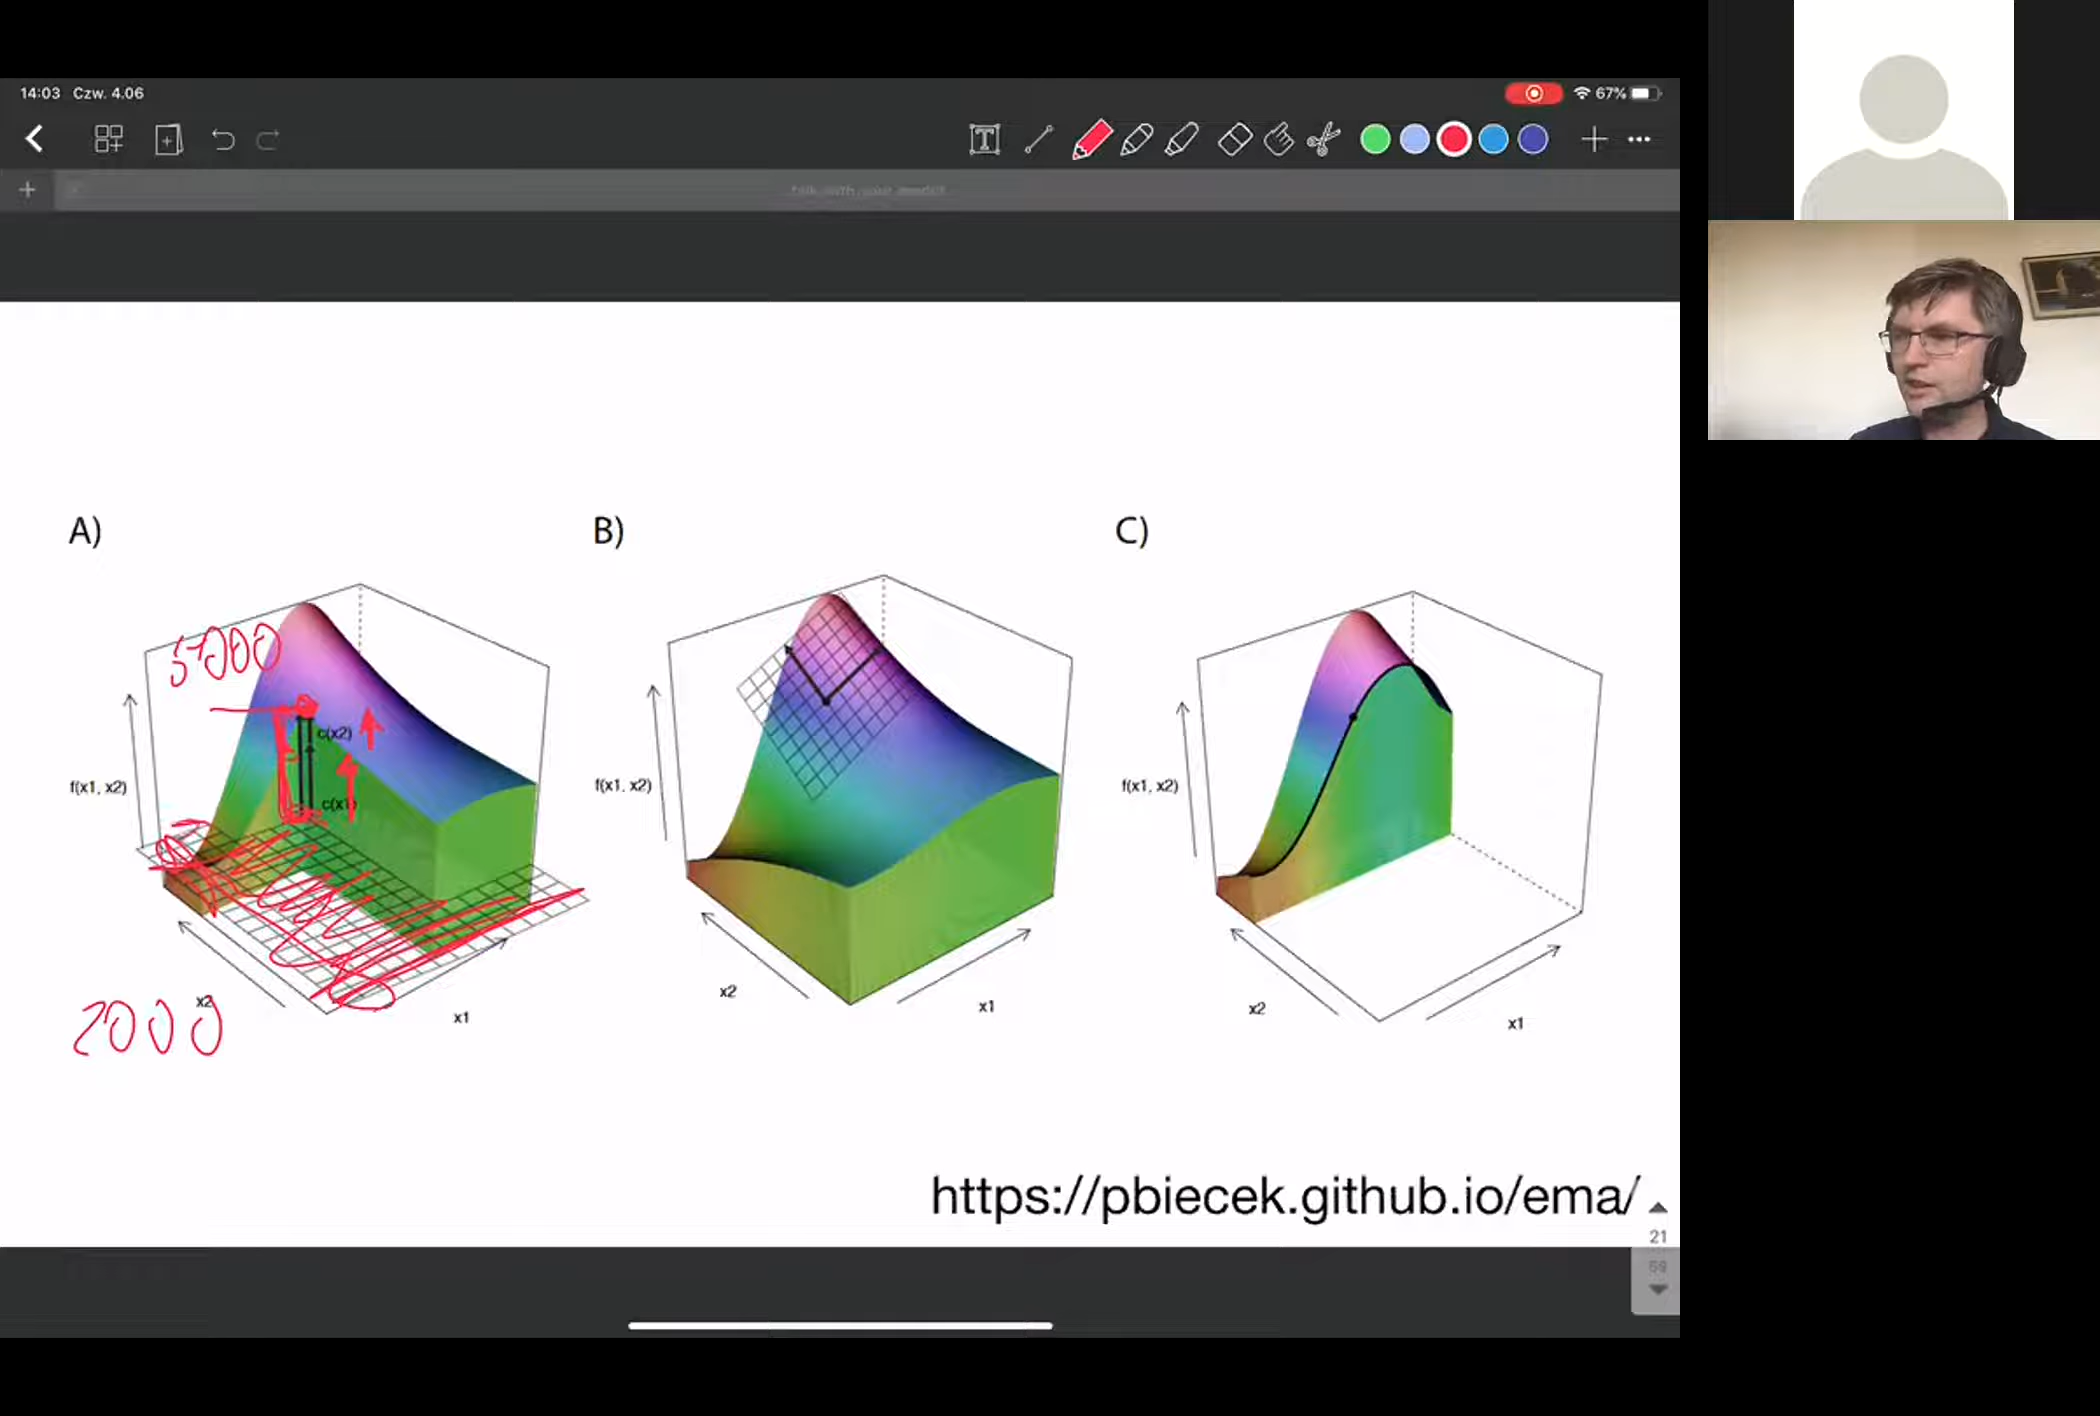 14:03 Czw. 4.06
67%
A)
B)
C)
5000
c(x2)
c(x1)
f(x1, x2)
f(x1, x2)
f(x1, x2)
x2
x1
x2
x1
x2
x1
2000
https://pbiecek.github.io/ema/
21
59